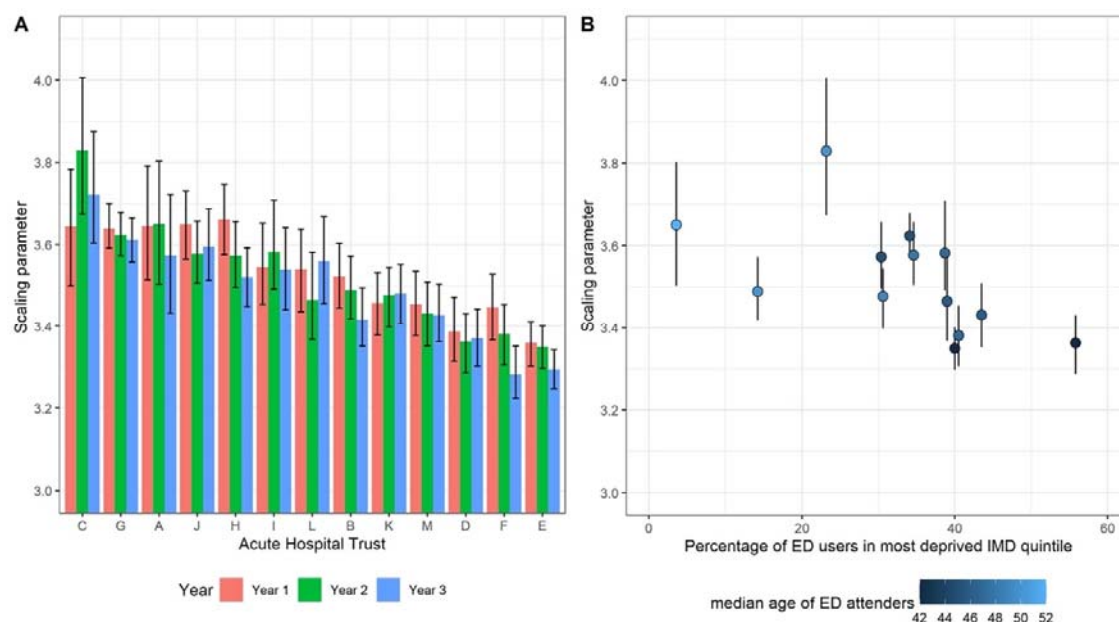 A
Scaling parameter
4.0
3.8
3.6
3.4
3.2
3.0
C G A J H I L B K M D F E
Acute Hospital Trust
Year Year 1 Year 2 Year 3
B
Scaling parameter
4.0
3.8
3.6
3.4
3.2
3.0
0 20 40 60
Percentage of ED users in most deprived IMD quintile
median age of ED attenders
42 44 46 48 50 52